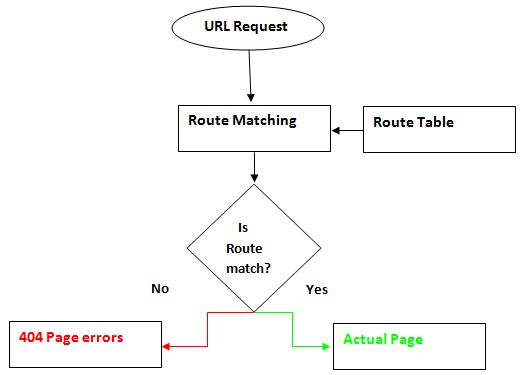 URL Request
Route Matching
Route Table
Is
Route
match?
No
Yes
404 Page errors
Actual Page